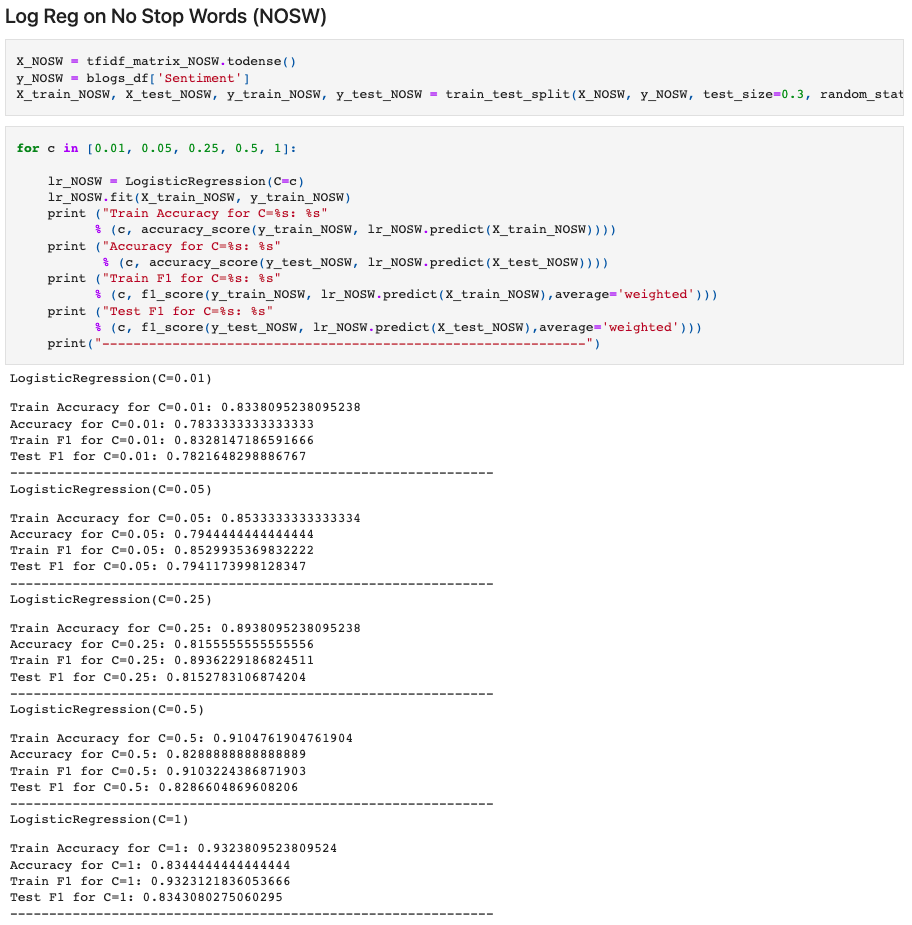 Log Reg on No Stop Words (NOSW)
X_NOSW = tfidf_matrix_NOSW.todense()
y_NOSW = blogs_df['Sentiment']
X_train_NOSW, X_test_NOSW, y_train_NOSW, y_test_NOSW = train_test_split(X_NOSW, y_NOSW, test_size=0.3, random_stat
for c in [0.01, 0.05, 0.25, 0.5, 1]:
lr_NOSW = LogisticRegression(C=c)
lr_NOSW.fit(X_train_NOSW, y_train_NOSW)
print ("Train Accuracy for C=%s: %s"
% (c, accuracy_score(y_train_NOSW, lr_NOSW.predict(X_train_NOSW))))
print ("Accuracy for C=%s: %s"
% (c, accuracy_score(y_test_NOSW, lr_NOSW.predict(X_test_NOSW))))
print ("Train F1 for C=%s: %s"
% (c, f1_score(y_train_NOSW, lr_NOSW.predict(X_train_NOSW),average='weighted')))
print ("Test F1 for C=%s: %s"
% (c, f1_score(y_test_NOSW, lr_NOSW.predict(X_test_NOSW),average='weighted')))
print("--------------------------------------------------------------")
LogisticRegression(C=0.01)
Train Accuracy for C=0.01: 0.8338095238095238
Accuracy for C=0.01: 0.7833333333333333
Train F1 for C=0.01: 0.8328147186591666
Test F1 for C=0.01: 0.7821648298886767
--------------------------------------------------------------
LogisticRegression(C=0.05)
Train Accuracy for C=0.05: 0.8533333333333334
Accuracy for C=0.05: 0.7944444444444444
Train F1 for C=0.05: 0.8529935369832222
Test F1 for C=0.05: 0.7941173998128347
--------------------------------------------------------------
LogisticRegression(C=0.25)
Train Accuracy for C=0.25: 0.8938095238095238
Accuracy for C=0.25: 0.8155555555555556
Train F1 for C=0.25: 0.8936229186824511
Test F1 for C=0.25: 0.8152783106874204
--------------------------------------------------------------
LogisticRegression(C=0.5)
Train Accuracy for C=0.5: 0.9104761904761904
Accuracy for C=0.5: 0.8288888888888889
Train F1 for C=0.5: 0.9103224386871903
Test F1 for C=0.5: 0.8286604869608206
--------------------------------------------------------------
LogisticRegression(C=1)
Train Accuracy for C=1: 0.9323809523809524
Accuracy for C=1: 0.8344444444444444
Train F1 for C=1: 0.9323121836053666
Test F1 for C=1: 0.8343080275060295
--------------------------------------------------------------